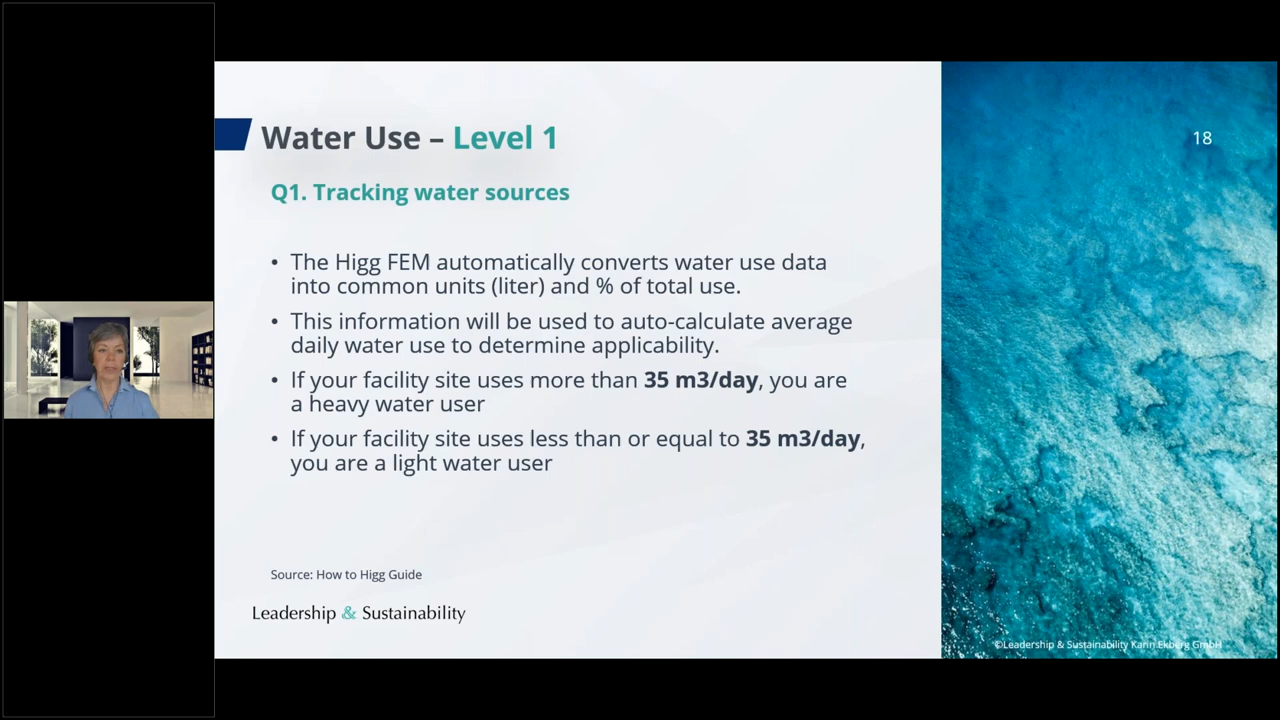 Water Use – Level 1
18
Q1. Tracking water sources
• The Higg FEM automatically converts water use data
into common units (liter) and % of total use.
• This information will be used to auto-calculate average
daily water use to determine applicability.
• If your facility site uses more than 35 m3/day, you are
a heavy water user
• If your facility site uses less than or equal to 35 m3/day,
you are a light water user
Source: How to Higg Guide
Leadership & Sustainability
©Leadership & Sustainability Karin Ekberg GmbH